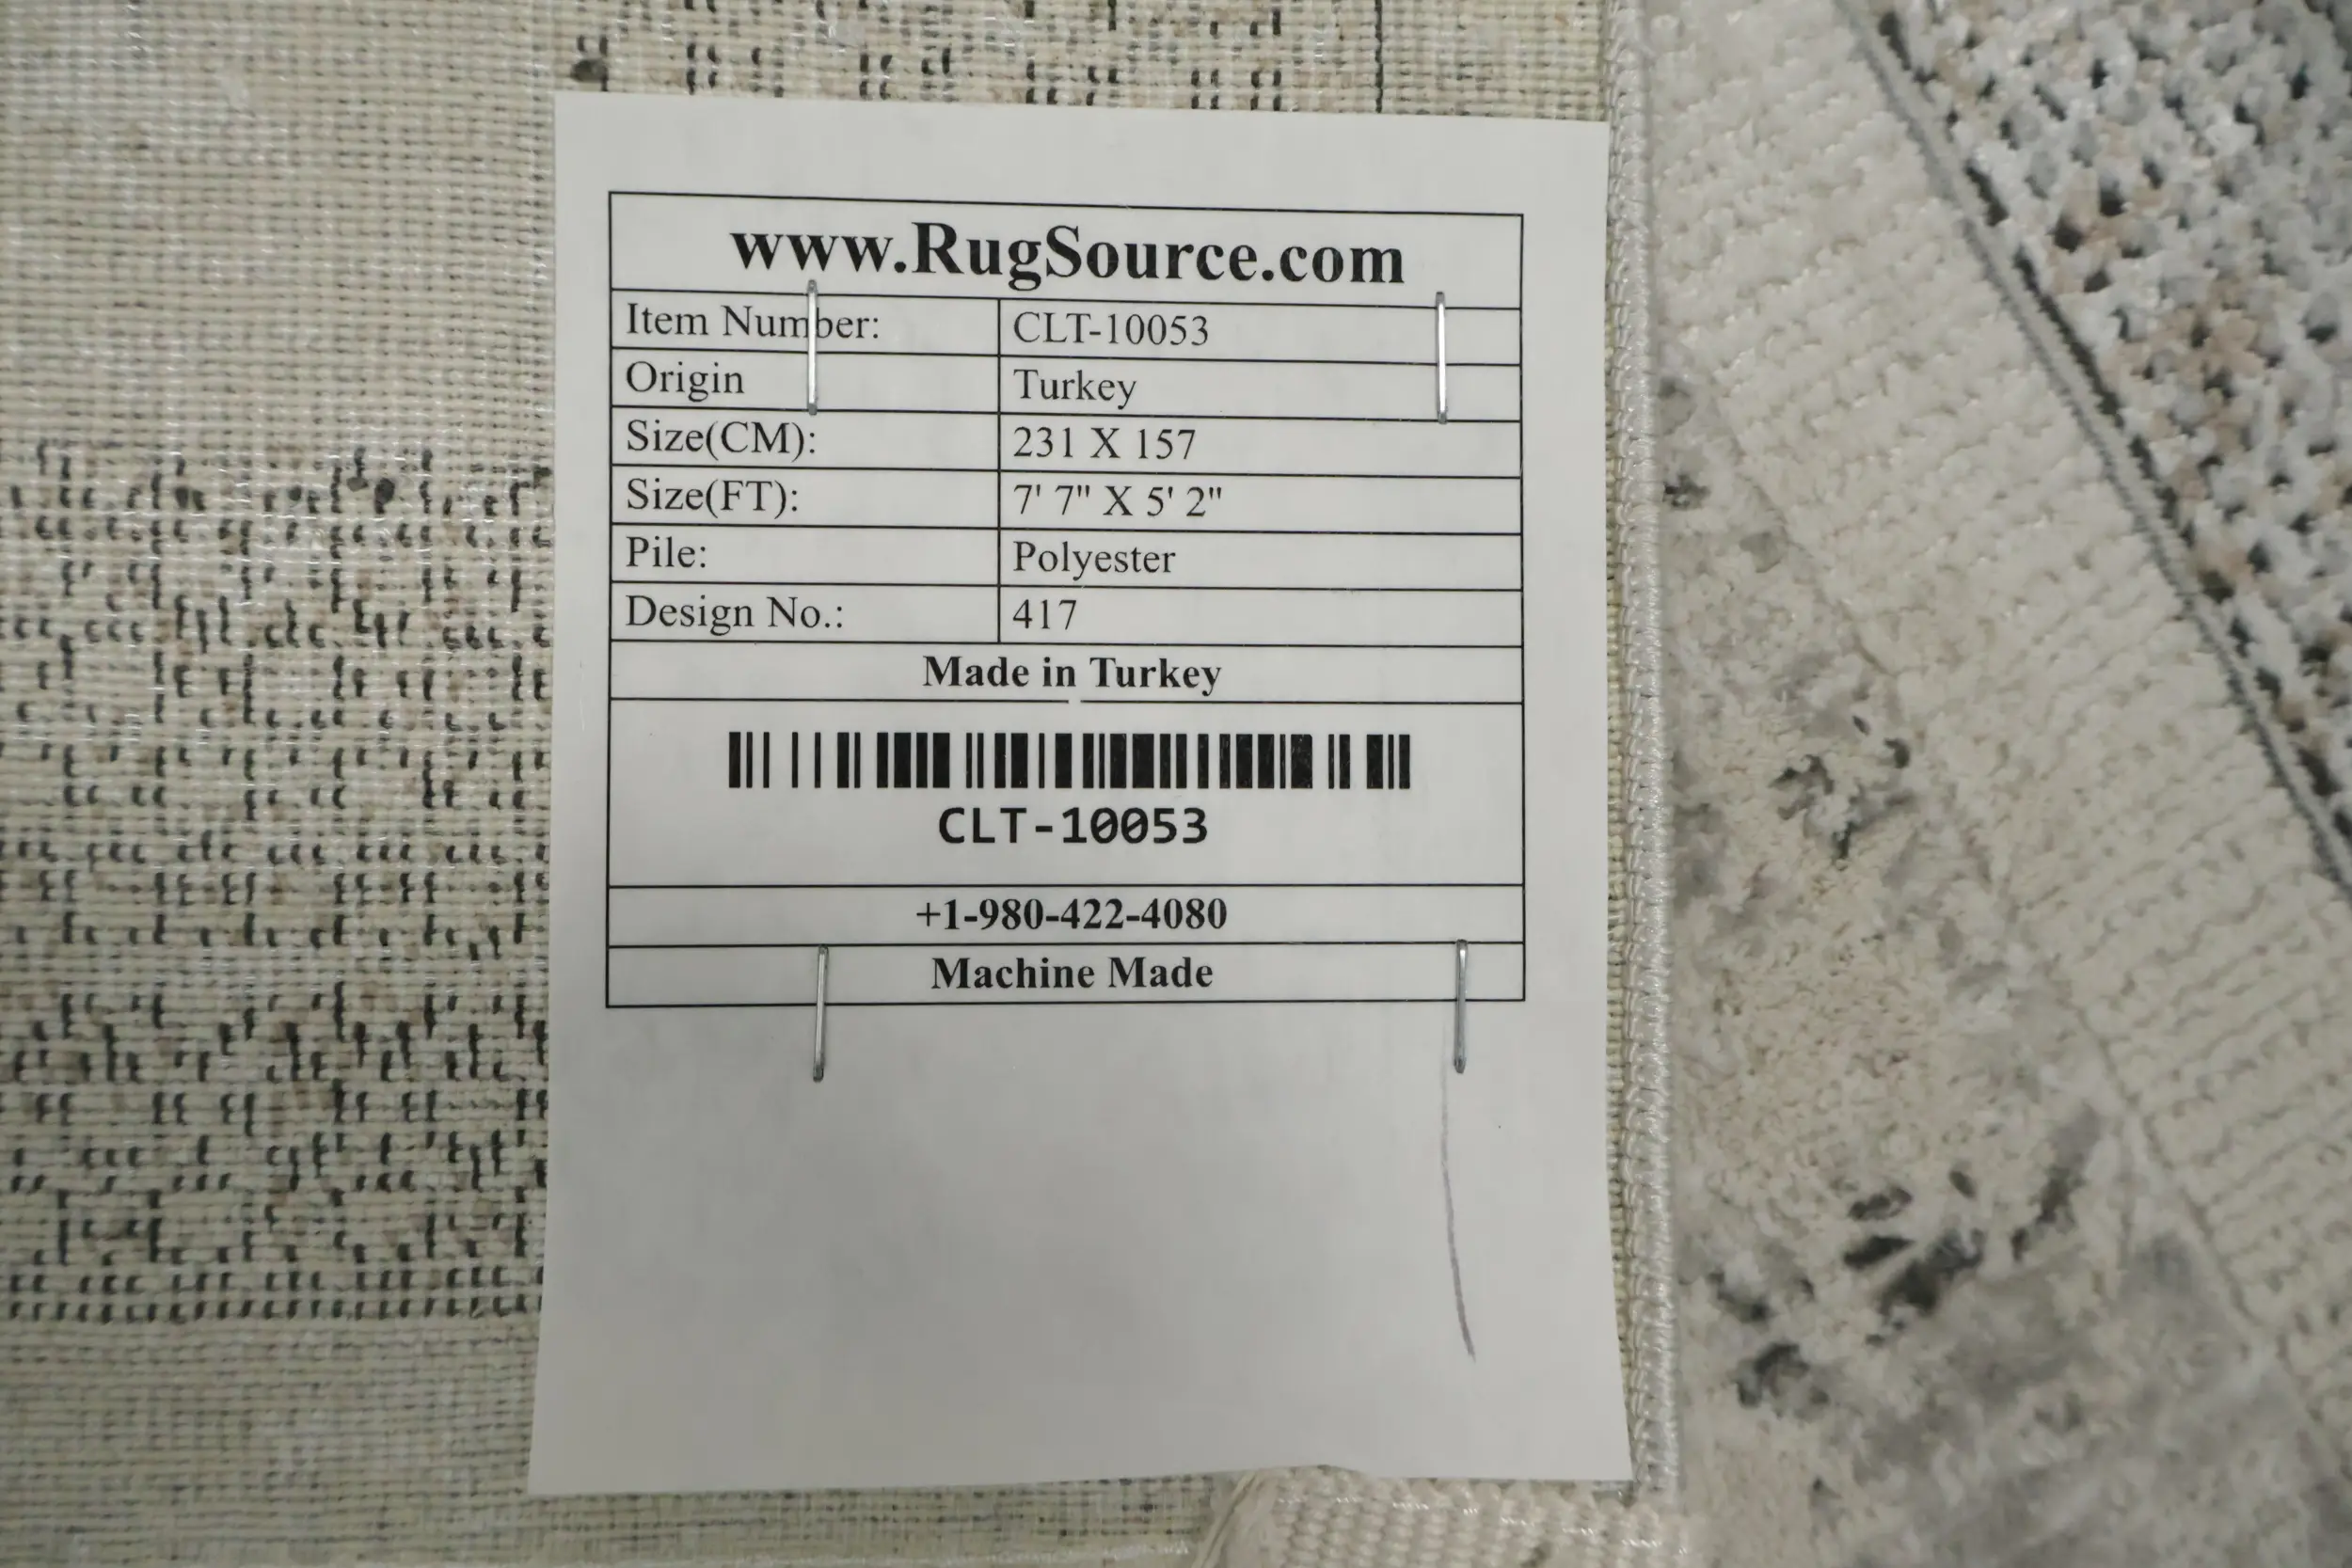 www.RugSource.com
Item Number: CLT-10053
Origin Turkey
Size(CM): 231 X 157
Size(FT): 7' 7" X 5' 2"
Pile: Polyester
Design No.: 417
Made in Turkey
CLT-10053
+1-980-422-4080
Machine Made